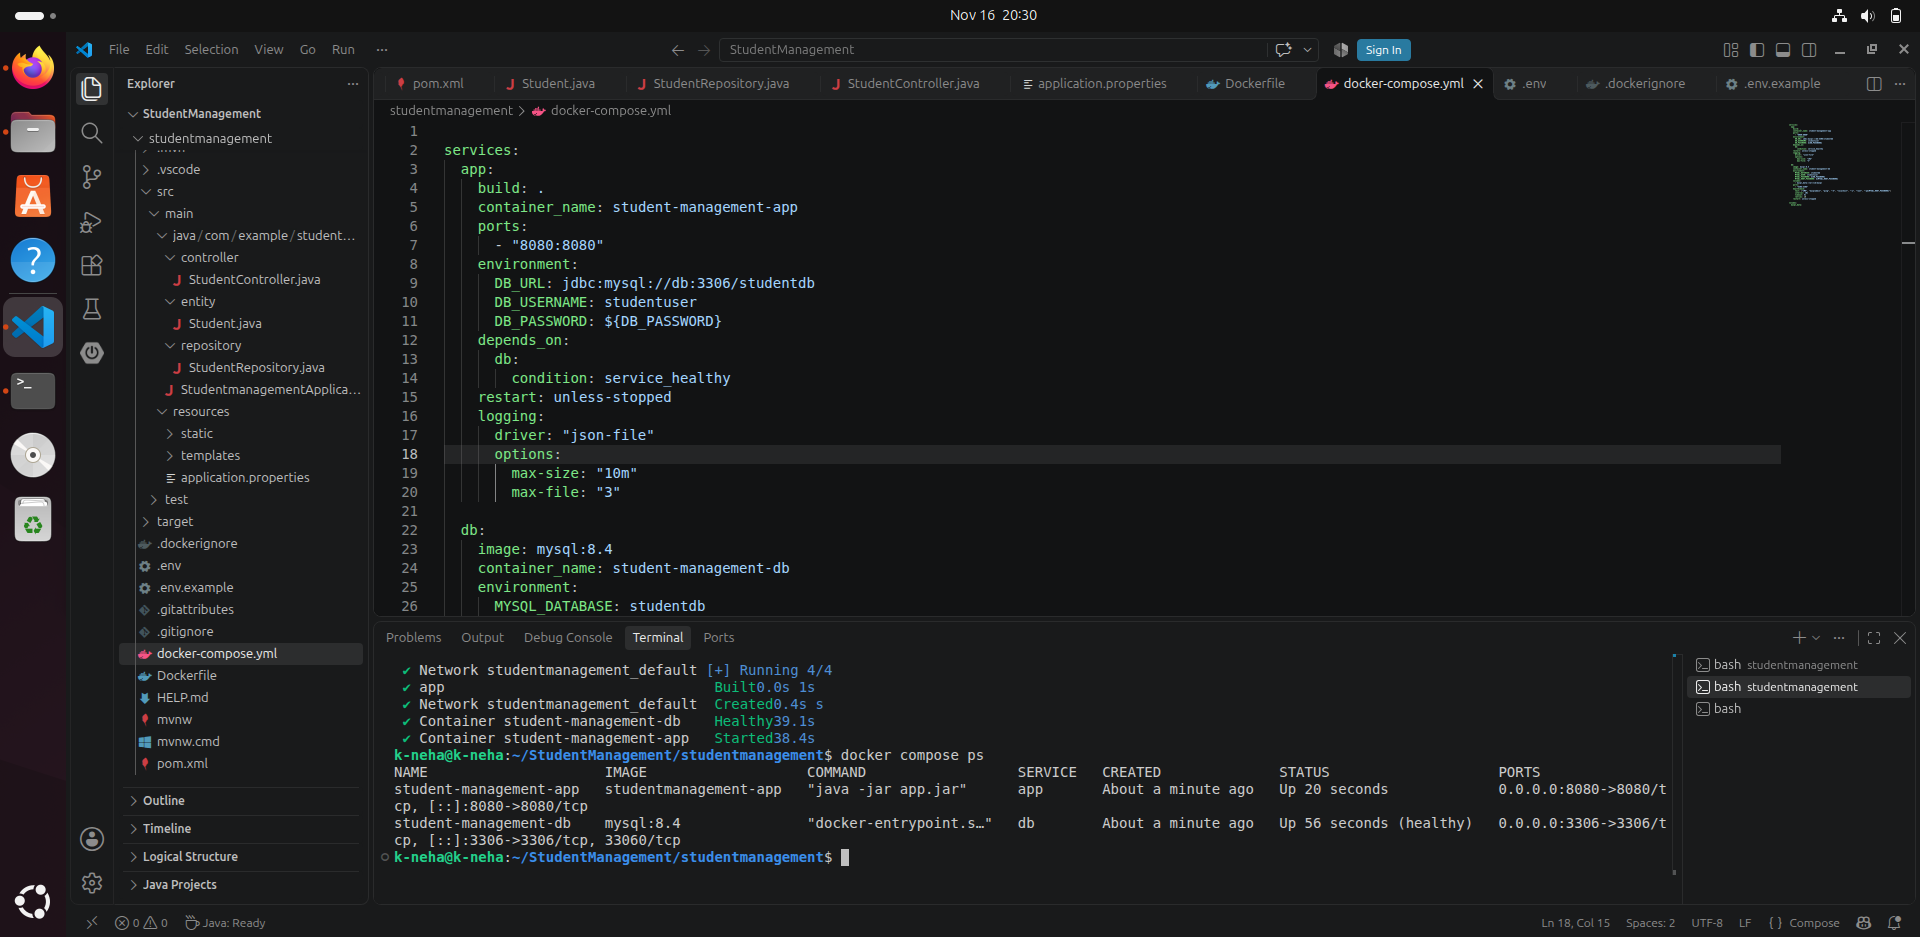 Nov 16 20:30
File Edit Selection View Go Run ···
StudentManagement
Sign In
Explorer
StudentManagement
studentmanagement
.vscode
src
main
java/com/example/student...
controller
StudentController.java
entity
Student.java
repository
StudentRepository.java
StudentmanagementApplica...
resources
static
templates
application.properties
test
target
.dockerignore
.env
.env.example
.gitattributes
.gitignore
docker-compose.yml
Dockerfile
HELP.md
mvnw
mvnw.cmd
pom.xml
Outline
Timeline
Logical Structure
Java Projects
pom.xml Student.java StudentRepository.java StudentController.java application.properties Dockerfile docker-compose.yml .env .dockerignore .env.example
studentmanagement > docker-compose.yml
1
2 services:
3 app:
4 build: .
5 container_name: student-management-app
6 ports:
7 - "8080:8080"
8 environment:
9 DB_URL: jdbc:mysql://db:3306/studentdb
10 DB_USERNAME: studentuser
11 DB_PASSWORD: ${DB_PASSWORD}
12 depends_on:
13 db:
14 condition: service_healthy
15 restart: unless-stopped
16 logging:
17 driver: "json-file"
18 options:
19 max-size: "10m"
20 max-file: "3"
21
22 db:
23 image: mysql:8.4
24 container_name: student-management-db
25 environment:
26 MYSQL_DATABASE: studentdb
Problems Output Debug Console Terminal Ports
✔ Network studentmanagement_default [+] Running 4/4
✔ app Built0.0s 1s
✔ Network studentmanagement_default Created0.4s s
✔ Container student-management-db Healthy39.1s
✔ Container student-management-app Started38.4s
k-neha@k-neha:~/StudentManagement/studentmanagement$ docker compose ps
NAME IMAGE COMMAND SERVICE CREATED STATUS PORTS
student-management-app studentmanagement-app "java -jar app.jar" app About a minute ago Up 20 seconds 0.0.0.0:8080->8080/t
cp, [::]:8080->8080/tcp
student-management-db mysql:8.4 "docker-entrypoint.s…" db About a minute ago Up 56 seconds (healthy) 0.0.0.0:3306->3306/t
cp, [::]:3306->3306/tcp, 33060/tcp
k-neha@k-neha:~/StudentManagement/studentmanagement$
bash studentmanagement
bash studentmanagement
bash
0 0 Java: Ready
Ln 18, Col 15 Spaces: 2 UTF-8 LF { } Compose